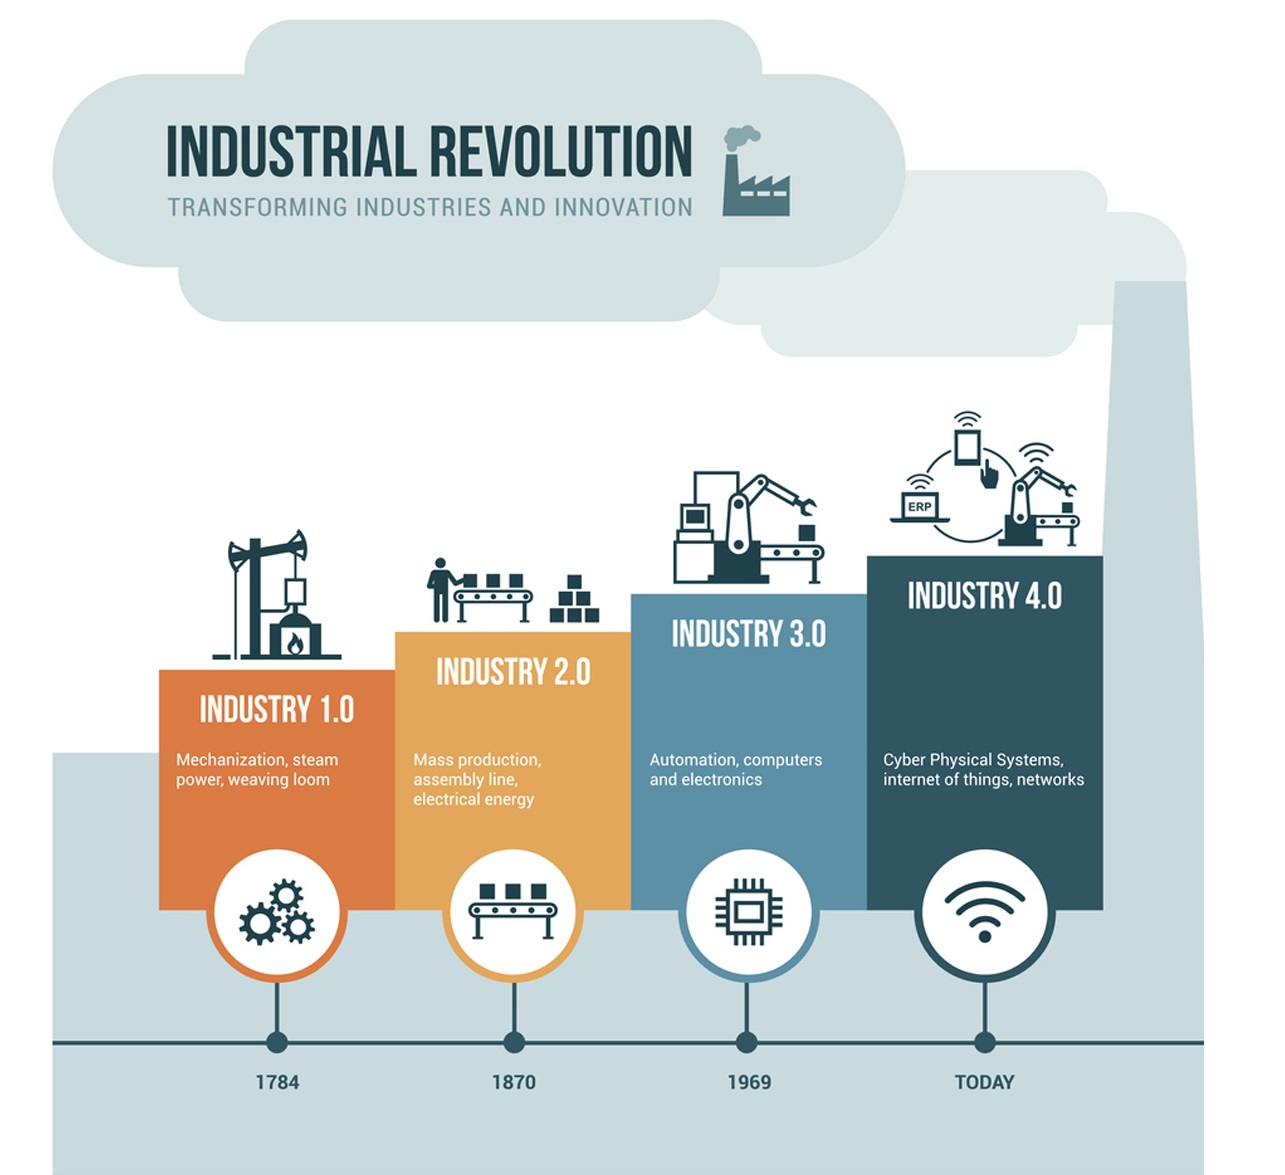 INDUSTRIAL REVOLUTION
TRANSFORMING INDUSTRIES AND INNOVATION
ERP
INDUSTRY 1.0
Mechanization, steam
power, weaving loom
INDUSTRY 2.0
Mass production,
assembly line,
electrical energy
INDUSTRY 3.0
Automation, computers
and electronics
INDUSTRY 4.0
Cyber Physical Systems,
internet of things, networks
1784
1870
1969
TODAY